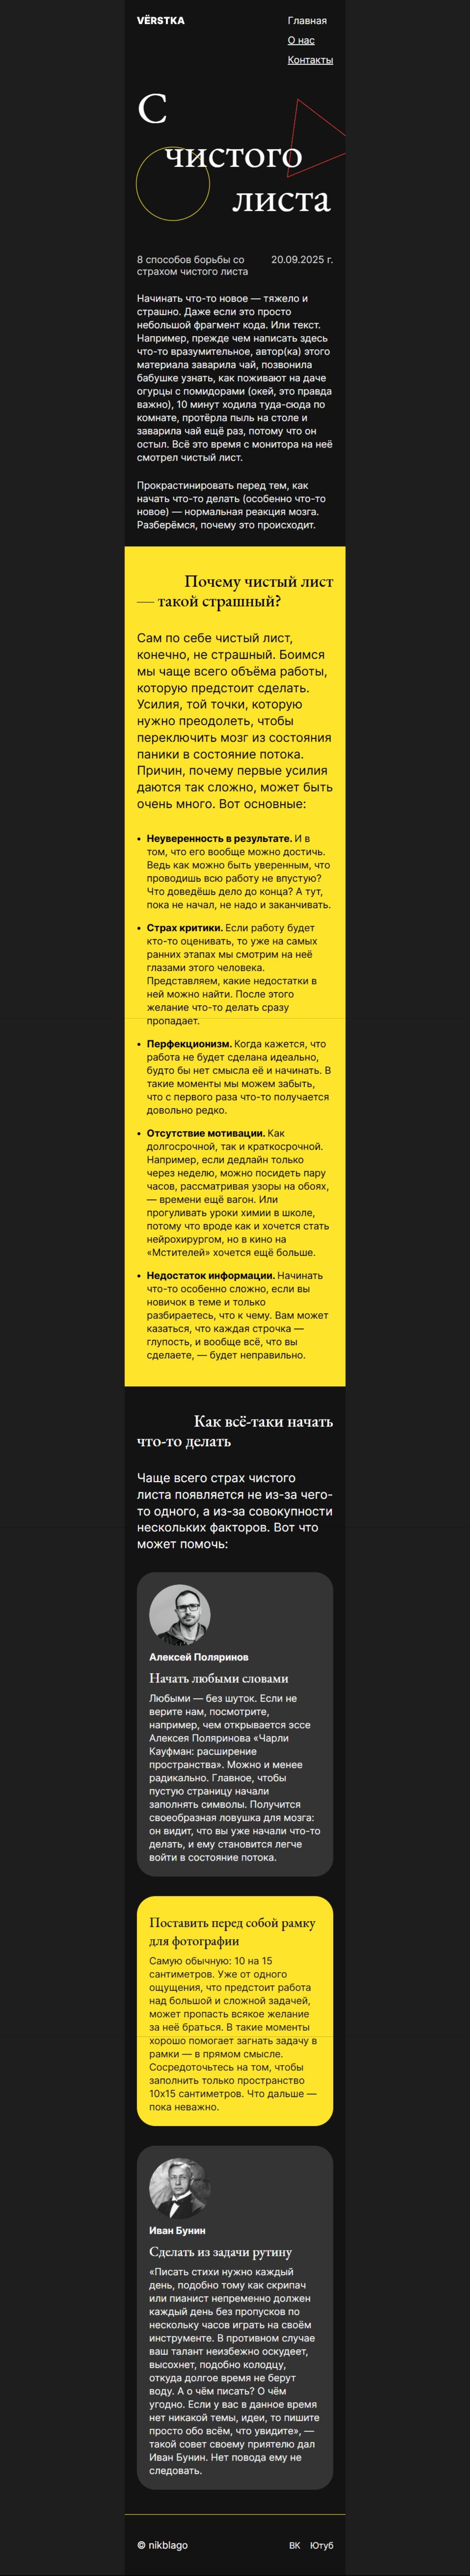 VЁRSTKA
Главная
О нас
Контакты
С
чистого
листа
8 способов борьбы со
страхом чистого листа
20.09.2025 г.
Начинать что-то новое — тяжело и
страшно. Даже если это просто
небольшой фрагмент кода. Или текст.
Например, прежде чем написать здесь
что-то вразумительное, автор(ка) этого
материала заварила чай, позвонила
бабушке узнать, как поживают на даче
огурцы с помидорами (окей, это правда
важно), 10 минут ходила туда-сюда по
комнате, протёрла пыль на столе и
заварила чай ещё раз, потому что он
остыл. Всё это время с монитора на неё
смотрел чистый лист.
Прокрастинировать перед тем, как
начать что-то делать (особенно что-то
новое) — нормальная реакция мозга.
Разберёмся, почему это происходит.
Почему чистый лист
— такой страшный?
Сам по себе чистый лист,
конечно, не страшный. Боимся
мы чаще всего объёма работы,
которую предстоит сделать.
Усилия, той точки, которую
нужно преодолеть, чтобы
переключить мозг из состояния
паники в состояние потока.
Причин, почему первые усилия
даются так сложно, может быть
очень много. Вот основные:
• Неуверенность в результате. И в
том, что его вообще можно достичь.
Ведь как можно быть уверенным, что
проводишь всю работу не впустую?
Что доведёшь дело до конца? А тут,
пока не начал, не надо и заканчивать.
• Страх критики. Если работу будет
кто-то оценивать, то уже на самых
ранних этапах мы смотрим на неё
глазами этого человека.
Представляем, какие недостатки в
ней можно найти. После этого
желание что-то делать сразу
пропадает.
• Перфекционизм. Когда кажется, что
работа не будет сделана идеально,
будто бы нет смысла её и начинать. В
такие моменты мы можем забыть,
что с первого раза что-то получается
довольно редко.
• Отсутствие мотивации. Как
долгосрочной, так и краткосрочной.
Например, если дедлайн только
через неделю, можно посидеть пару
часов, рассматривая узоры на обоях,
— времени ещё вагон. Или
прогуливать уроки химии в школе,
потому что вроде как и хочется стать
нейрохирургом, но в кино на
«Мстителей» хочется ещё больше.
• Недостаток информации. Начинать
что-то особенно сложно, если вы
новичок в теме и только
разбираетесь, что к чему. Вам может
казаться, что каждая строчка —
глупость, и вообще всё, что вы
сделаете, — будет неправильно.
Как всё-таки начать
что-то делать
Чаще всего страх чистого
листа появляется не из-за чего-
то одного, а из-за совокупности
нескольких факторов. Вот что
может помочь:
Алексей Поляринов
Начать любыми словами
Любыми — без шуток. Если не
верите нам, посмотрите,
например, чем открывается эссе
Алексея Поляринова «Чарли
Кауфман: расширение
пространства». Можно и менее
радикально. Главное, чтобы
пустую страницу начали
заполнять символы. Получится
своеобразная ловушка для мозга:
он видит, что вы уже начали что-то
делать, и ему становится легче
войти в состояние потока.
Поставить перед собой рамку
для фотографии
Самую обычную: 10 на 15
сантиметров. Уже от одного
ощущения, что предстоит работа
над большой и сложной задачей,
может пропасть всякое желание
за неё браться. В такие моменты
хорошо помогает загнать задачу в
рамки — в прямом смысле.
Сосредоточьтесь на том, чтобы
заполнить только пространство
10х15 сантиметров. Что дальше —
пока неважно.
Иван Бунин
Сделать из задачи рутину
«Писать стихи нужно каждый
день, подобно тому как скрипач
или пианист непременно должен
каждый день без пропусков по
нескольку часов играть на своём
инструменте. В противном случае
ваш талант неизбежно оскудеет,
высохнет, подобно колодцу,
откуда долгое время не берут
воду. А о чём писать? О чём
угодно. Если у вас в данное время
нет никакой темы, идеи, то пишите
просто обо всём, что увидите», —
такой совет своему приятелю дал
Иван Бунин. Нет повода ему не
следовать.
© nikblago
ВК
Ютуб